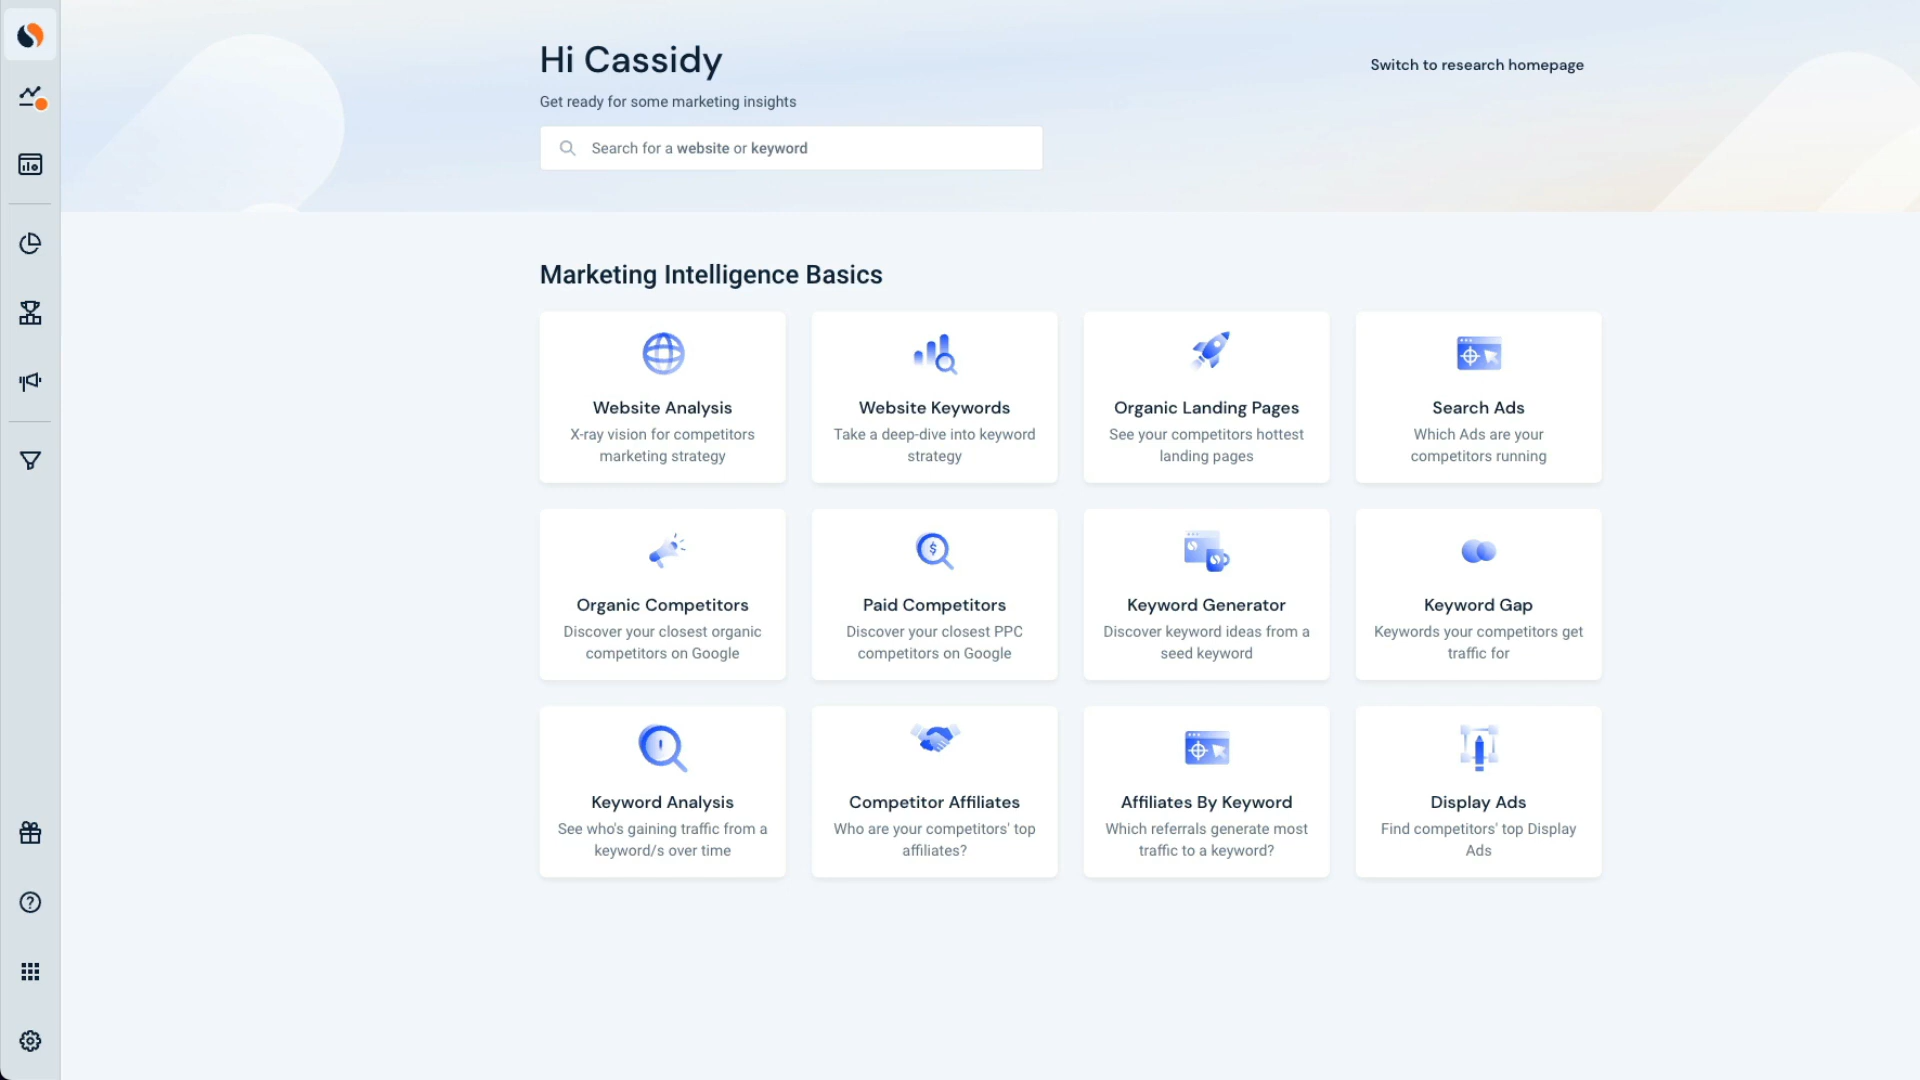 Hi Cassidy
Switch to research homepage
Get ready for some marketing insights
Search for a website or keyword
Marketing Intelligence Basics
Website Analysis
X-ray vision for competitors
marketing strategy
Website Keywords
Take a deep-dive into keyword
strategy
Organic Landing Pages
See your competitors hottest
landing pages
Search Ads
Which Ads are your
competitors running
Organic Competitors
Discover your closest organic
competitors on Google
Paid Competitors
Discover your closest PPC
competitors on Google
Keyword Generator
Discover keyword ideas from a
seed keyword
Keyword Gap
Keywords your competitors get
traffic for
Keyword Analysis
See who's gaining traffic from a
keyword/s over time
Competitor Affiliates
Who are your competitors' top
affiliates?
Affiliates By Keyword
Which referrals generate most
traffic to a keyword?
Display Ads
Find competitors' top Display
Ads